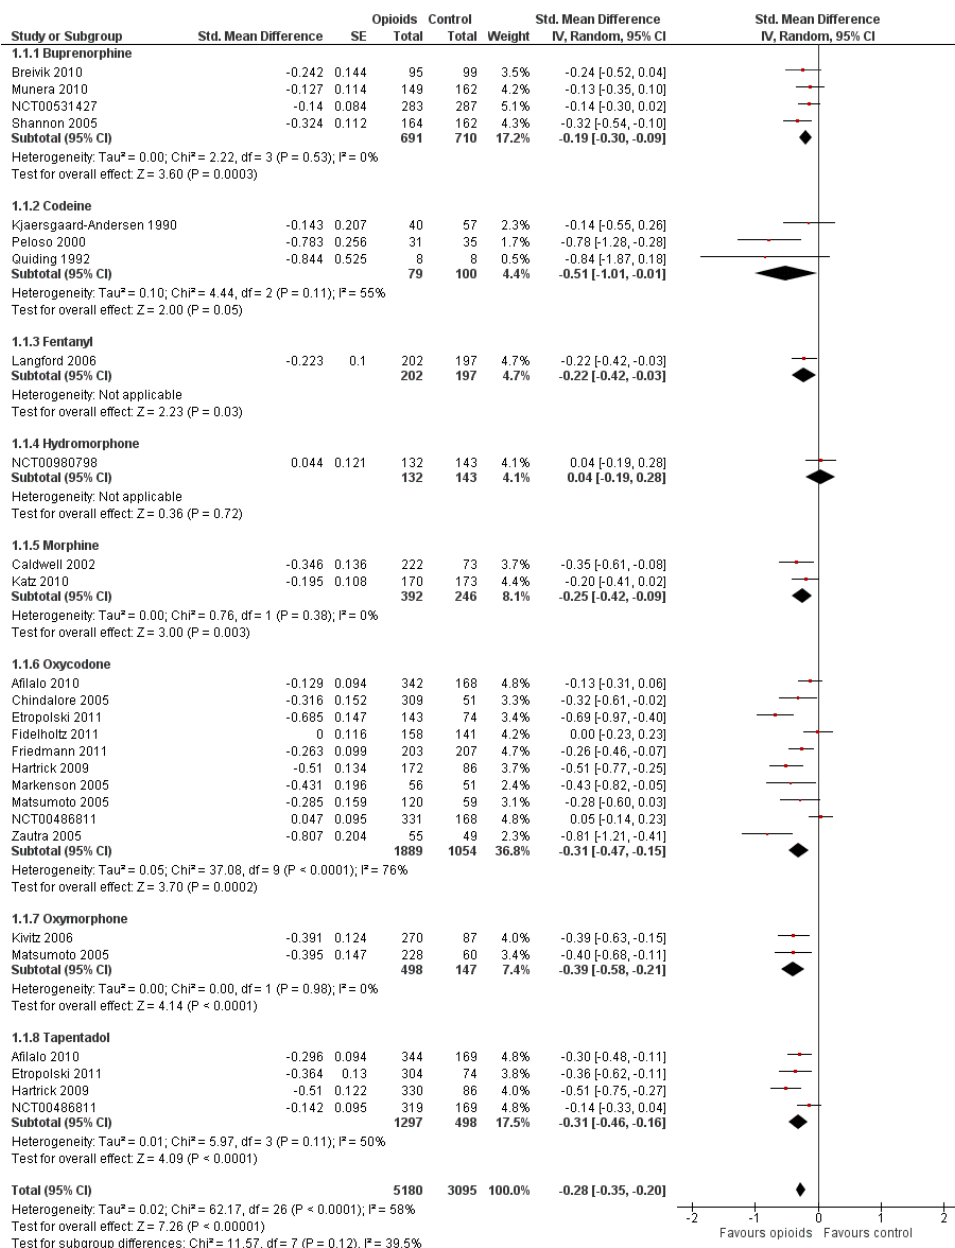 Opioids Control Std. Mean Difference Std. Mean Difference
Study or Subgroup Std. Mean Difference SE Total Total Weight IV, Random, 95% CI IV, Random, 95% CI
1.1.1 Buprenorphine
Breivik 2010 -0.242 0.144 95 99 3.5% -0.24 [-0.52, 0.04]
Munera 2010 -0.127 0.114 149 162 4.2% -0.13 [-0.35, 0.10]
NCT00531427 -0.14 0.084 283 287 5.1% -0.14 [-0.30, 0.02]
Shannon 2005 -0.324 0.112 164 162 4.3% -0.32 [-0.54, -0.10]
Subtotal (95% CI) 691 710 17.2% -0.19 [-0.30, -0.09]
Heterogeneity: Tau² = 0.00; Chi² = 2.22, df = 3 (P = 0.53); I² = 0%
Test for overall effect: Z = 3.60 (P = 0.0003)
1.1.2 Codeine
Kjaersgaard-Andersen 1990 -0.143 0.207 40 57 2.3% -0.14 [-0.55, 0.26]
Peloso 2000 -0.783 0.256 31 35 1.7% -0.78 [-1.28, -0.28]
Quiding 1992 -0.844 0.525 8 8 0.5% -0.84 [-1.87, 0.18]
Subtotal (95% CI) 79 100 4.4% -0.51 [-1.01, -0.01]
Heterogeneity: Tau² = 0.10; Chi² = 4.44, df = 2 (P = 0.11); I² = 55%
Test for overall effect: Z = 2.00 (P = 0.05)
1.1.3 Fentanyl
Langford 2006 -0.223 0.1 202 197 4.7% -0.22 [-0.42, -0.03]
Subtotal (95% CI) 202 197 4.7% -0.22 [-0.42, -0.03]
Heterogeneity: Not applicable
Test for overall effect: Z = 2.23 (P = 0.03)
1.1.4 Hydromorphone
NCT00980798 0.044 0.121 132 143 4.1% 0.04 [-0.19, 0.28]
Subtotal (95% CI) 132 143 4.1% 0.04 [-0.19, 0.28]
Heterogeneity: Not applicable
Test for overall effect: Z = 0.36 (P = 0.72)
1.1.5 Morphine
Caldwell 2002 -0.346 0.136 222 73 3.7% -0.35 [-0.61, -0.08]
Katz 2010 -0.195 0.108 170 173 4.4% -0.20 [-0.41, 0.02]
Subtotal (95% CI) 392 246 8.1% -0.25 [-0.42, -0.09]
Heterogeneity: Tau² = 0.00; Chi² = 0.76, df = 1 (P = 0.38); I² = 0%
Test for overall effect: Z = 3.00 (P = 0.003)
1.1.6 Oxycodone
Afilalo 2010 -0.129 0.094 342 168 4.8% -0.13 [-0.31, 0.06]
Chindalore 2005 -0.316 0.152 309 51 3.3% -0.32 [-0.61, -0.02]
Etropolski 2011 -0.685 0.147 143 74 3.4% -0.69 [-0.97, -0.40]
Fidelholtz 2011 0 0.116 158 141 4.2% 0.00 [-0.23, 0.23]
Friedmann 2011 -0.263 0.099 203 207 4.7% -0.26 [-0.46, -0.07]
Hartrick 2009 -0.51 0.134 172 86 3.7% -0.51 [-0.77, -0.25]
Markenson 2005 -0.431 0.196 56 51 2.4% -0.43 [-0.82, -0.05]
Matsumoto 2005 -0.285 0.159 120 59 3.1% -0.28 [-0.60, 0.03]
NCT00486811 0.047 0.095 331 168 4.8% 0.05 [-0.14, 0.23]
Zautra 2005 -0.807 0.204 55 49 2.3% -0.81 [-1.21, -0.41]
Subtotal (95% CI) 1889 1054 36.8% -0.31 [-0.47, -0.15]
Heterogeneity: Tau² = 0.05; Chi² = 37.08, df = 9 (P < 0.0001); I² = 76%
Test for overall effect: Z = 3.70 (P = 0.0002)
1.1.7 Oxymorphone
Kivitz 2006 -0.391 0.124 270 87 4.0% -0.39 [-0.63, -0.15]
Matsumoto 2005 -0.395 0.147 228 60 3.4% -0.40 [-0.68, -0.11]
Subtotal (95% CI) 498 147 7.4% -0.39 [-0.58, -0.21]
Heterogeneity: Tau² = 0.00; Chi² = 0.00, df = 1 (P = 0.98); I² = 0%
Test for overall effect: Z = 4.14 (P < 0.0001)
1.1.8 Tapentadol
Afilalo 2010 -0.296 0.094 344 169 4.8% -0.30 [-0.48, -0.11]
Etropolski 2011 -0.364 0.13 304 74 3.8% -0.36 [-0.62, -0.11]
Hartrick 2009 -0.51 0.122 330 86 4.0% -0.51 [-0.75, -0.27]
NCT00486811 -0.142 0.095 319 169 4.8% -0.14 [-0.33, 0.04]
Subtotal (95% CI) 1297 498 17.5% -0.31 [-0.46, -0.16]
Heterogeneity: Tau² = 0.01; Chi² = 5.97, df = 3 (P = 0.11); I² = 50%
Test for overall effect: Z = 4.09 (P < 0.0001)
Total (95% CI) 5180 3095 100.0% -0.28 [-0.35, -0.20]
Heterogeneity: Tau² = 0.02; Chi² = 62.17, df = 26 (P < 0.0001); I² = 58%
Test for overall effect: Z = 7.26 (P < 0.00001)
Test for subgroup differences: Chi² = 11.57, df = 7 (P = 0.12), I² = 39.5%
-2 -1 0 1 2
Favours opioids Favours control